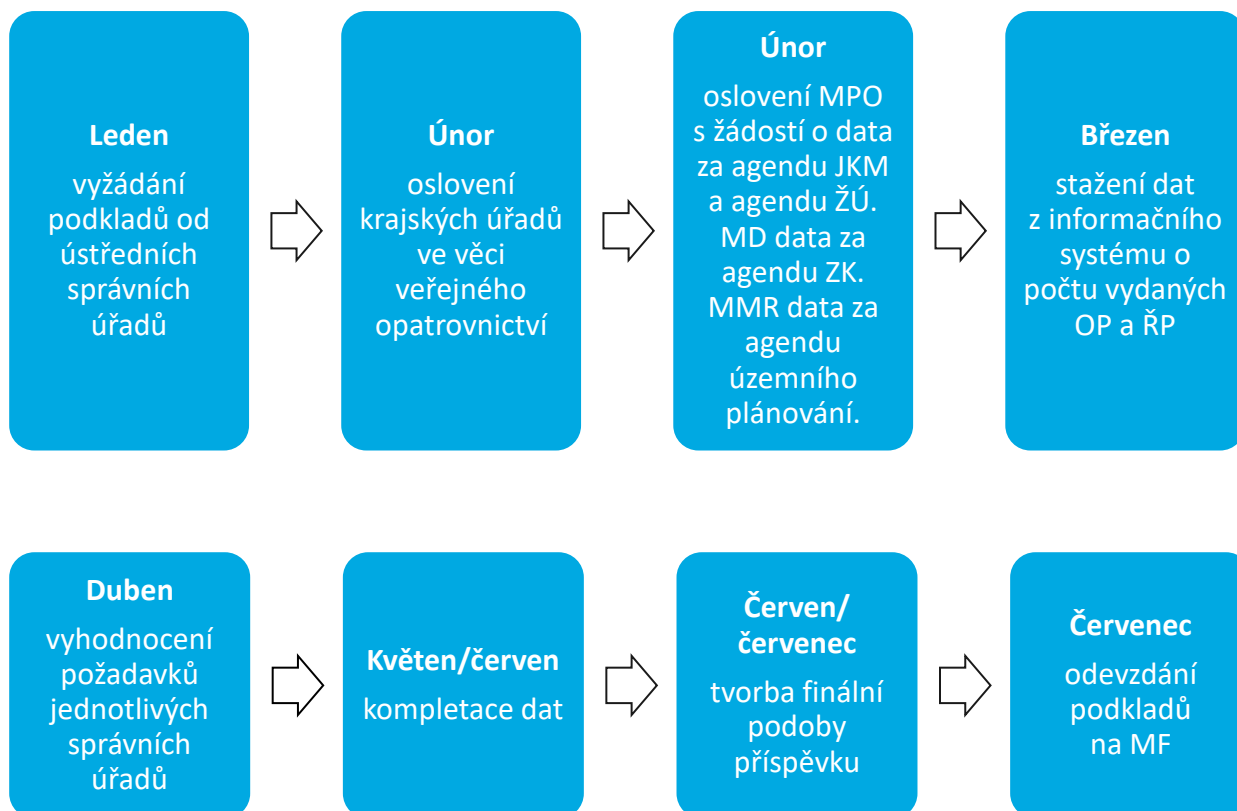 Leden
vyžádání
podkladů od
ústředních
správních
úřadů
Únor
oslovení
krajských úřadů
ve věci
veřejného
opatrovnictví
Únor
oslovení MPO
s žádostí o data
za agendu JKM
a agendu ŽÚ.
MD data za
agendu ZK.
MMR data za
agendu
územního
plánování.
Březen
stažení dat
z informačního
systému o
počtu vydaných
OP a ŘP
Duben
vyhodnocení
požadavků
jednotlivých
správních
úřadů
Květen/červen
kompletace dat
Červen/
červenec
tvorba finální
podoby
příspěvku
Červenec
odevzdání
podkladů
na MF